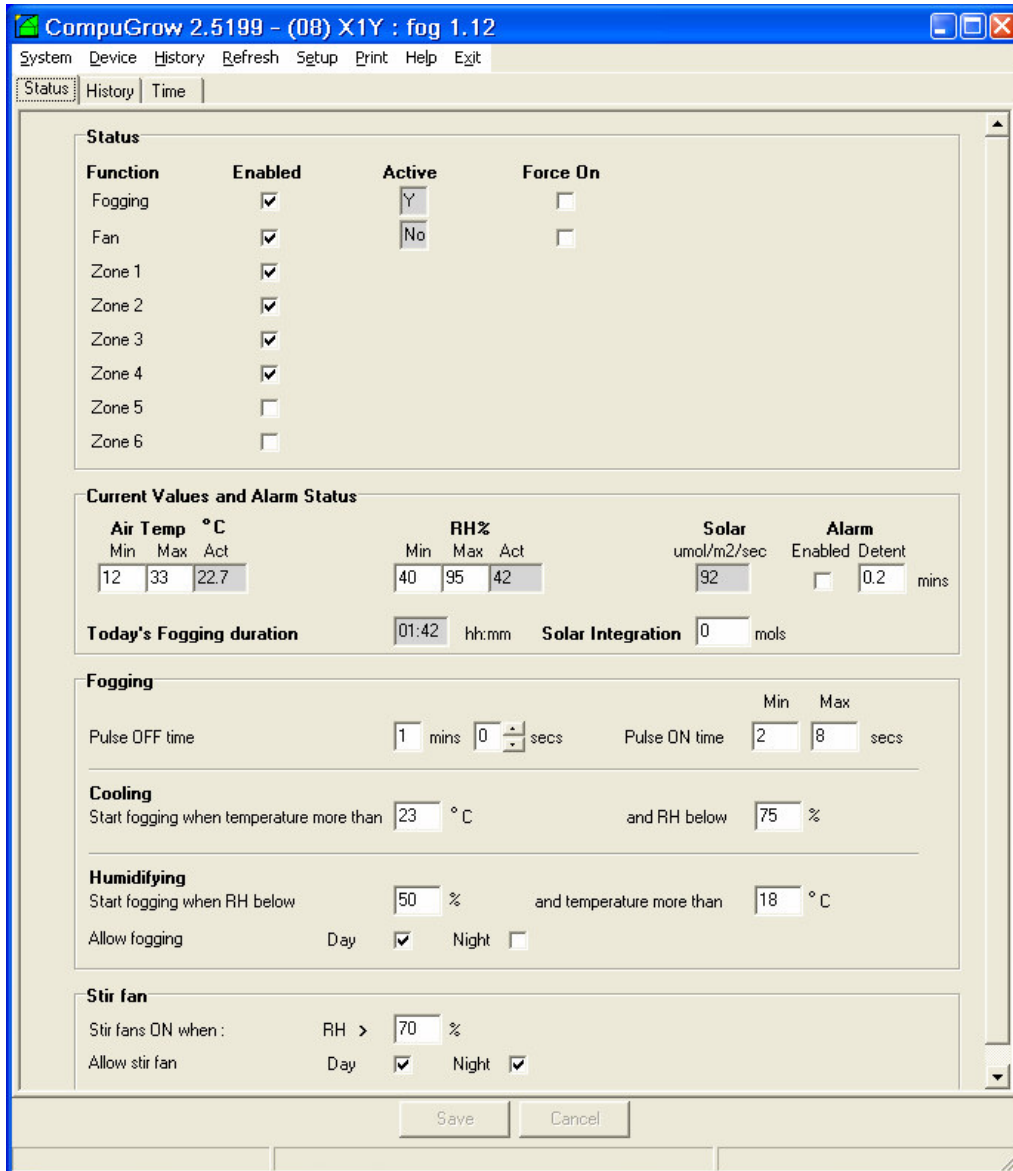 CompuGrow 2.5199 - (08) X1Y : fog 1.12
System Device History Refresh Setup Print Help Exit
Status History Time
Status
Function Enabled Active Force On
Fogging Y
Fan No
Zone 1
Zone 2
Zone 3
Zone 4
Zone 5
Zone 6
Current Values and Alarm Status
Air Temp °C RH% Solar Alarm
Min Max Act Min Max Act umol/m2/sec Enabled Detent
12 33 22.7 40 95 42 92 0.2 mins
Today's Fogging duration 01:42 hh:mm Solar Integration 0 mols
Fogging
Min Max
Pulse OFF time 1 mins 0 secs Pulse ON time 2 8 secs
Cooling
Start fogging when temperature more than 23 °C and RH below 75 %
Humidifying
Start fogging when RH below 50 % and temperature more than 18 °C
Allow fogging Day Night
Stir fan
Stir fans ON when : RH > 70 %
Allow stir fan Day Night
Save Cancel